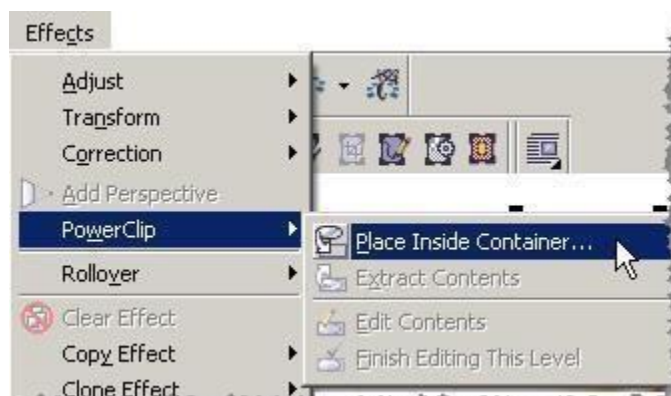 Effects
Adjust
Transform
Correction
Add Perspective
PowerClip
Place Inside Container...
Rollover
Extract Contents
Clear Effect
Edit Contents
Copy Effect
Finish Editing This Level
Clone Effect